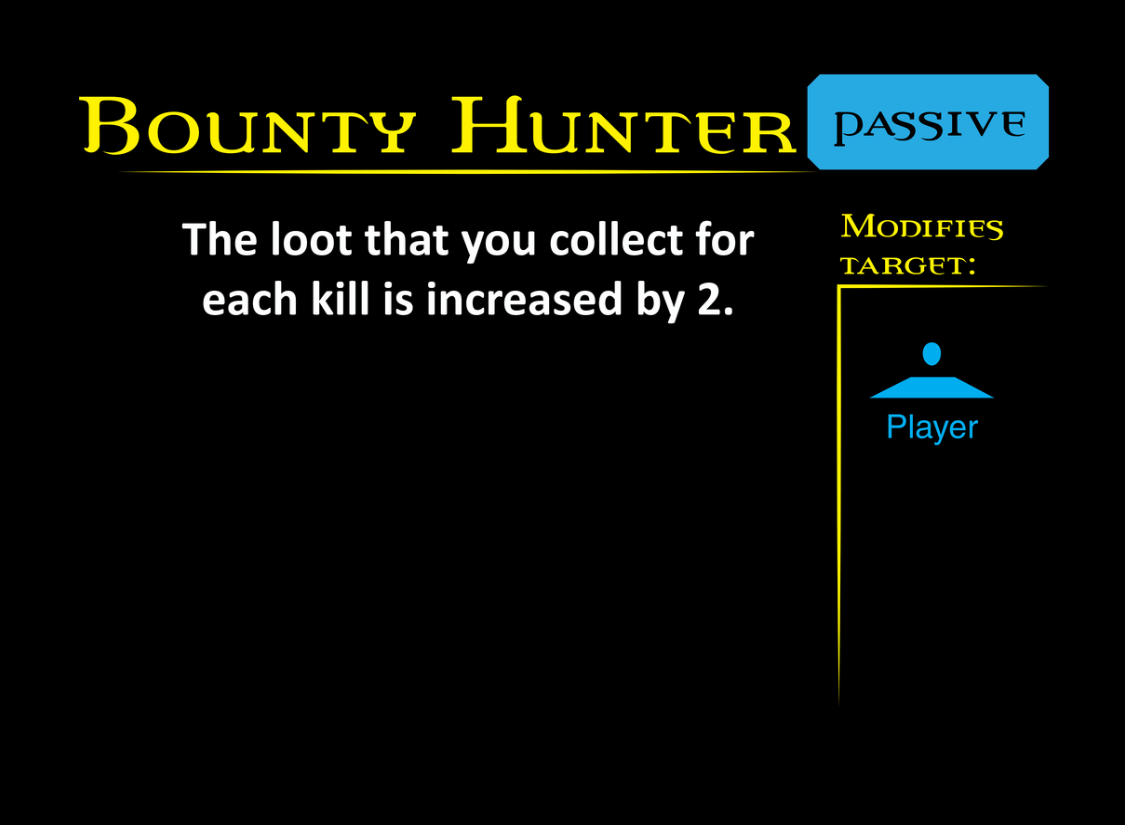 Bounty Hunter
passive
The loot that you collect for
each kill is increased by 2.
Modifies
target:
Player